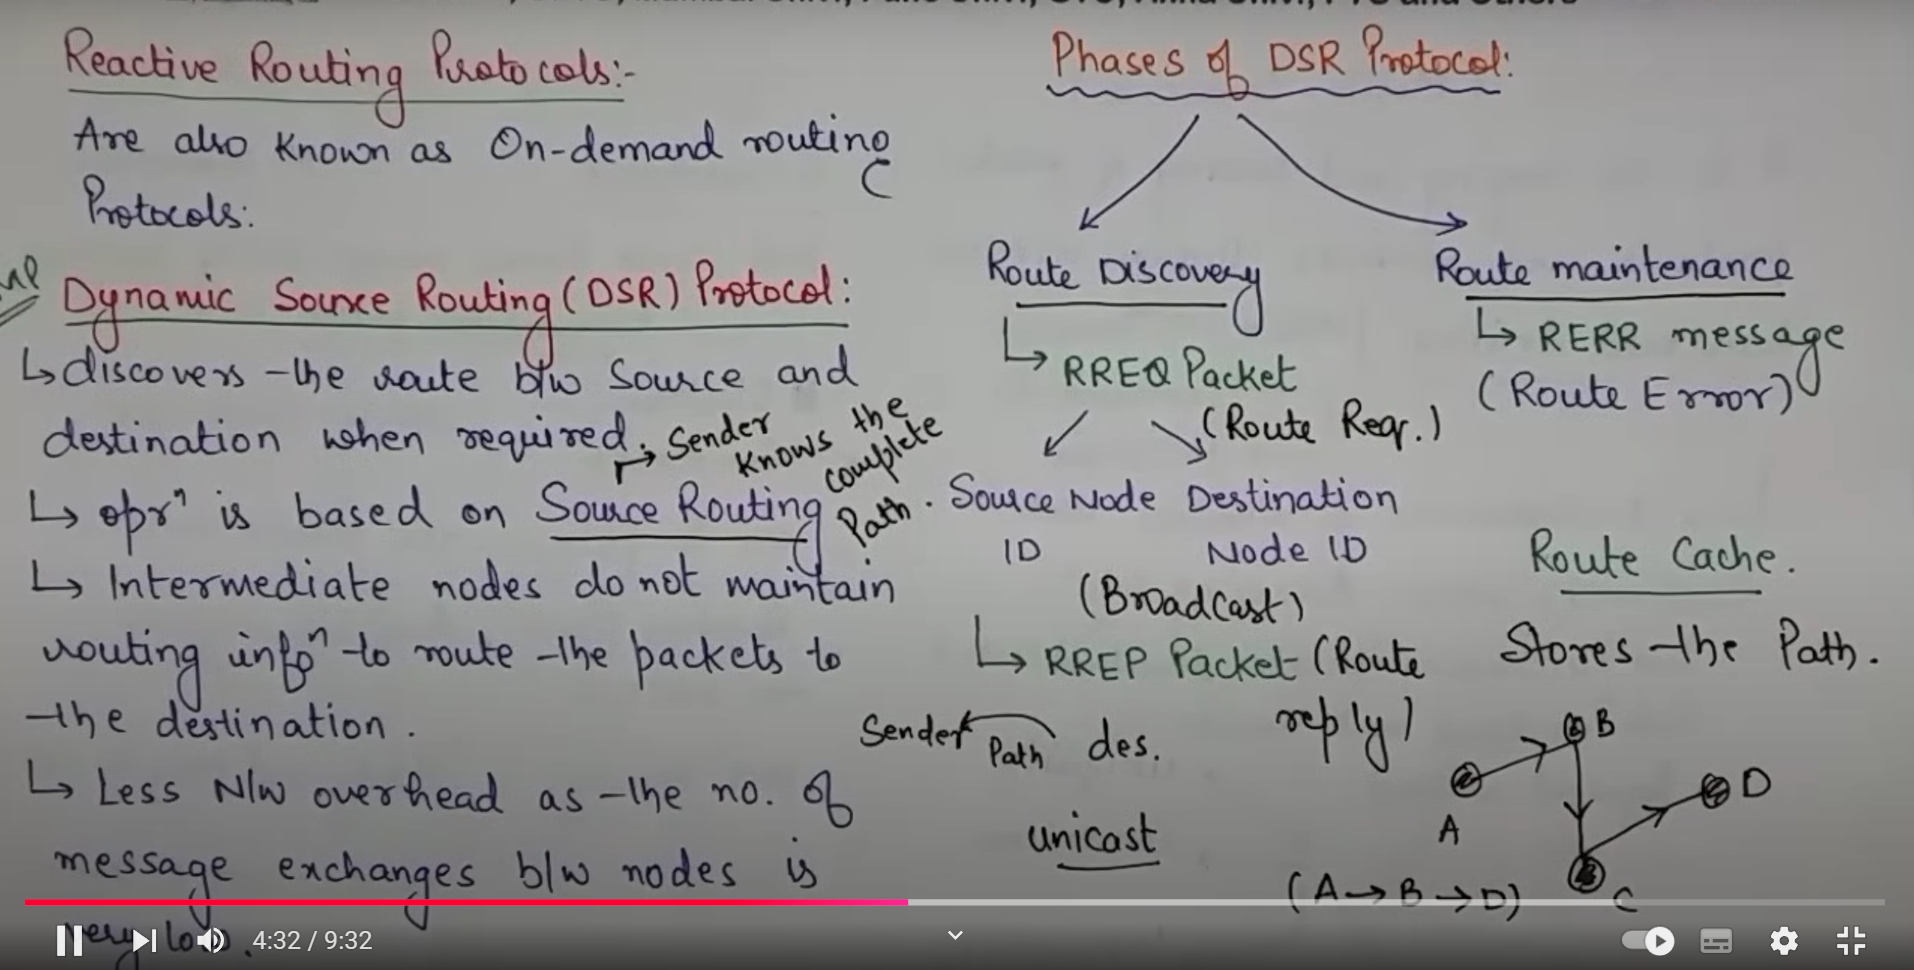 Reactive Routing Protocols:-
Are also known as On-demand routing
Protocols:
Dynamic Source Routing (DSR) Protocol:
↳ discovers the route b/w Source and
destination when required.
→ Sender
knows the
complete
Path.
↳ oprⁿ is based on Source Routing
↳ Intermediate nodes do not maintain
routing infoⁿ to route the packets to
the destination.
↳ Less N/w overhead as the no. of
message exchanges b/w nodes is
very low.
Phases of DSR Protocol:
Route Discovery
↳ RREQ Packet
(Route Req.)
Source Node Destination
ID Node ID
(Broadcast)
↳ RREP Packet (Route
reply)
Sender Path des.
unicast
Route maintenance
↳ RERR message
(Route Error)
Route Cache.
Stores the Path.
B
A
D
C
(A → B → D)
4:32 / 9:32